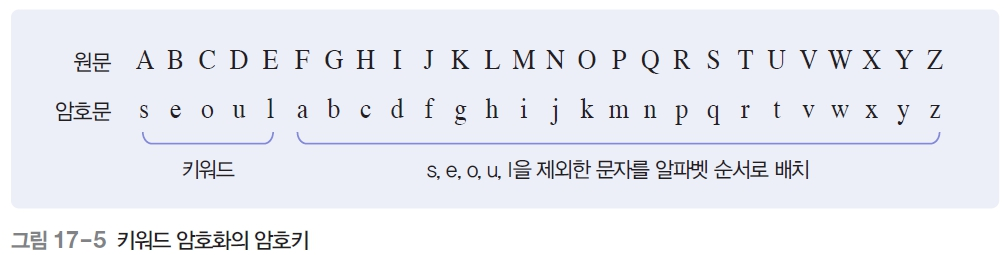 원문 A B C D E F G H I J K L M N O P Q R S T U V W X Y Z
암호문 s e o u l a b c d f g h i j k m n p q r t v w x y z
키워드 s, e, o, u, l을 제외한 문자를 알파벳 순서로 배치
그림 17-5 키워드 암호화의 암호키